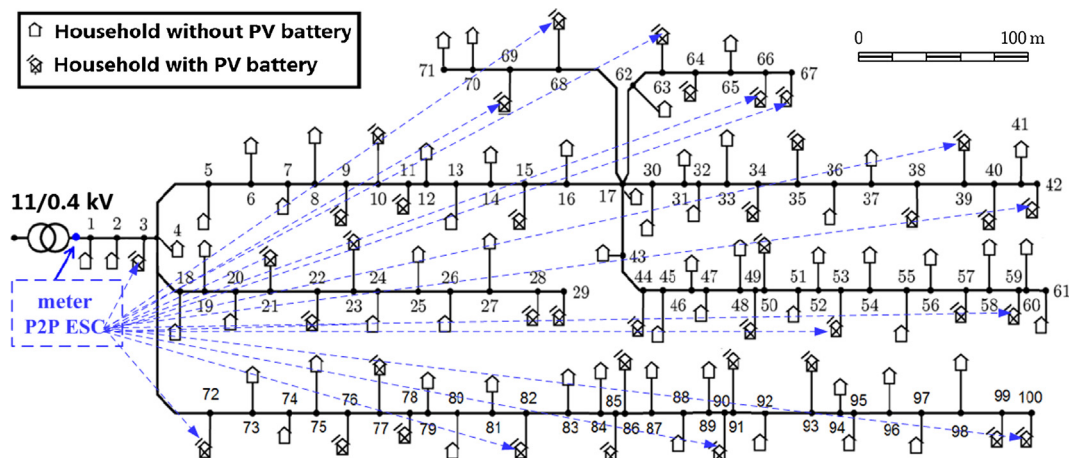 Household without PV battery
Household with PV battery
0 100 m
69 62 64 66
71 70 68 63 65 67
41
5 7 9 11 13 15 30 32 34 36 38 40 42
6 8 10 12 14 16 17 31 33 35 37 39
11/0.4 kV
1 2 3 4
43
18 20 22 24 26 28 29 44 45 47 49 51 53 55 57 59 61
19 21 23 25 27 46 48 50 52 54 56 58 60
meter
P2P ESC
72 74 76 78 80 82 85 88 90 92 95 97 99 100
73 75 77 79 81 83 84 86 87 89 91 93 94 96 98